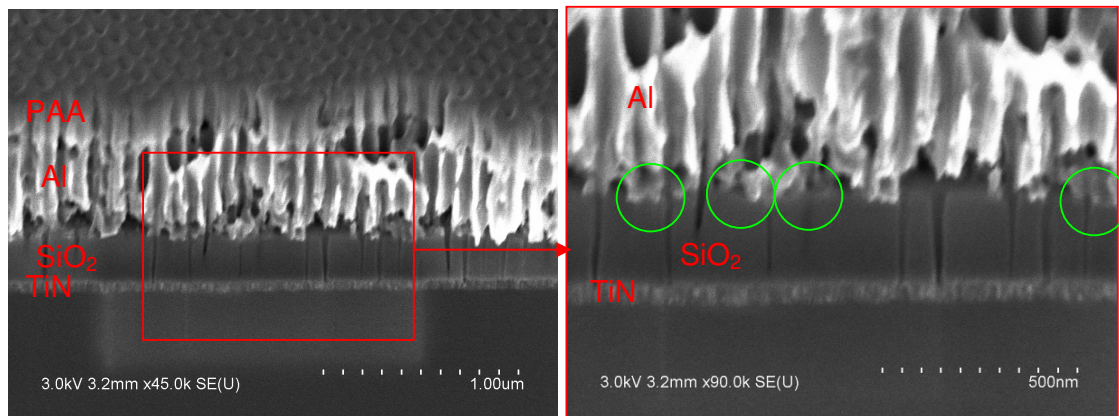 PAA
Al
SiO₂
TiN
3.0kV 3.2mm x45.0k SE(U)
1.00um
Al
SiO₂
TiN
3.0kV 3.2mm x90.0k SE(U)
500nm